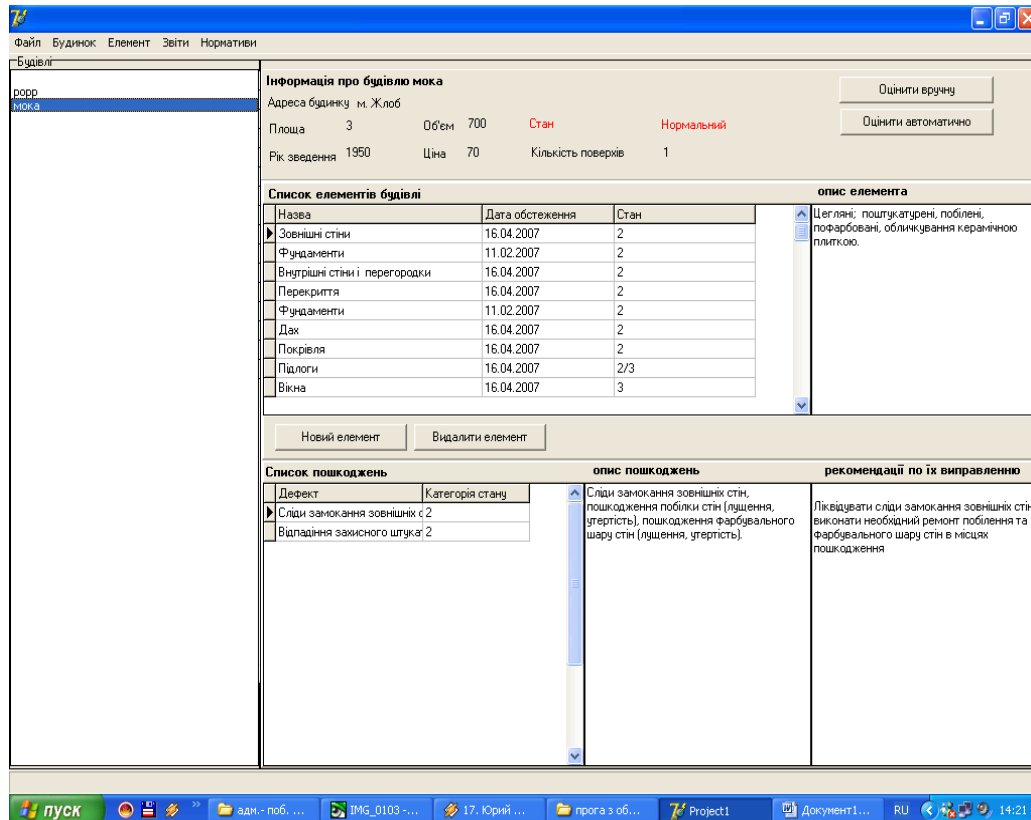 Файл Будинок Елемент Звіти Нормативи
Будівлі
popp
мока
Інформація про будівлю мока
Адреса будинку м. Жлоб
Площа 3 Об'єм 700 Стан Нормальний
Рік зведення 1950 Ціна 70 Кількість поверхів 1
Оцінити вручну
Оцінити автоматично
Список елементів будівлі
Назва Дата обстеження Стан
Зовнішні стіни 16.04.2007 2
Фундаменти 11.02.2007 2
Внутрішні стіни і перегородки 16.04.2007 2
Перекриття 16.04.2007 2
Фундаменти 11.02.2007 2
Дах 16.04.2007 2
Покрівля 16.04.2007 2
Підлоги 16.04.2007 2/3
Вікна 16.04.2007 3
опис елемента
Цегляні; поштукатурені, побілені,
пофарбовані, обличкування керамічною
плиткою.
Новий елемент Видалити елемент
Список пошкоджень
Дефект Категорія стану
Сліди замокання зовнішніх с 2
Відпадіння захисного штука 2
опис пошкоджень
Сліди замокання зовнішніх стін,
пошкодження побілки стін (лущення,
утертість), пошкодження фарбувального
шару стін (лущення, утертість).
рекомендації по їх виправленню
Ліквідувати сліди замокання зовнішніх стін
виконати необхідний ремонт побілення та
фарбувального шару стін в місцях
пошкодження
пуск » адм.- поб. ... IMG_0103 -... 17. Юрий ... прога з об... Project1 Документ1... RU 14:21